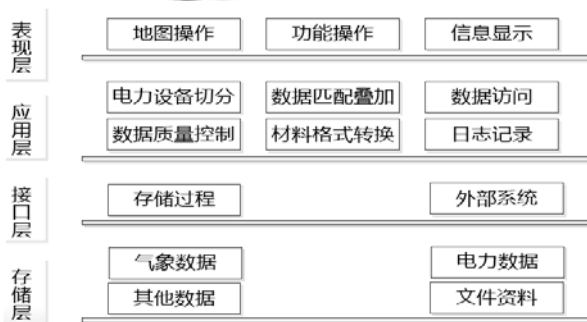 表现层
地图操作 功能操作 信息显示
应用层
电力设备切分 数据匹配叠加 数据访问
数据质量控制 材料格式转换 日志记录
接口层
存储过程 外部系统
存储层
气象数据 电力数据
其他数据 文件资料